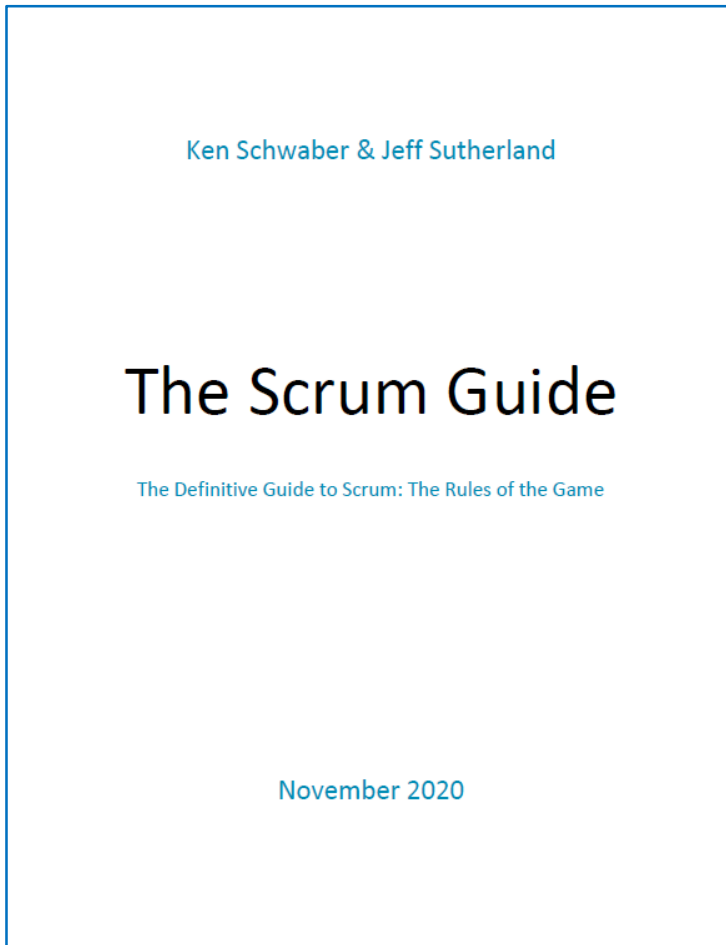 Ken Schwaber & Jeff Sutherland
The Scrum Guide
The Definitive Guide to Scrum: The Rules of the Game
November 2020